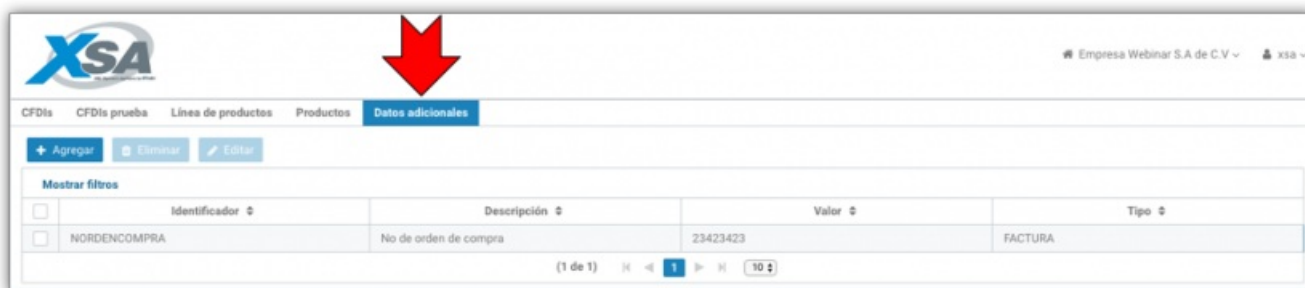 XSA
Empresa Webinar S.A de C.V xsa
CFDIs CFDIs prueba Línea de productos Productos Datos adicionales
+ Agregar Eliminar Editar
Mostrar filtros
Identificador Descripción Valor Tipo
NORDENCOMPRA No de orden de compra 23423423 FACTURA
(1 de 1) 1 10